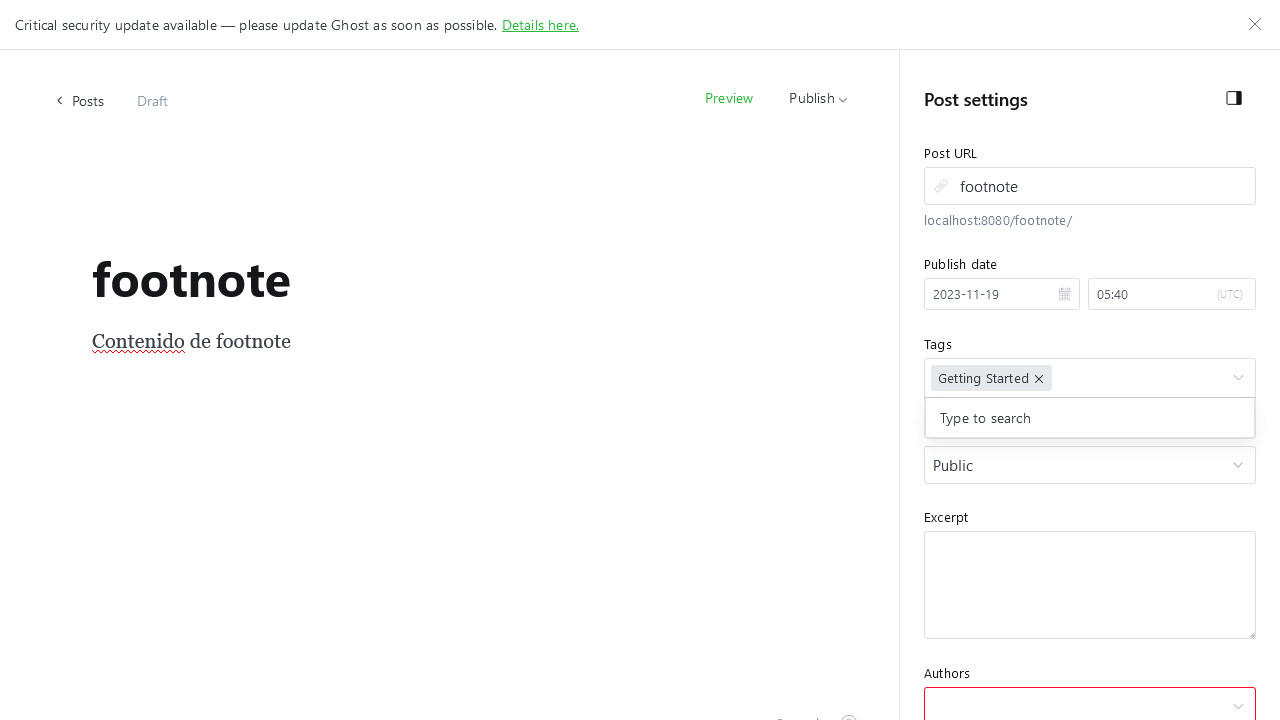 Critical security update available — please update Ghost as soon as possible. Details here.
Posts
Draft
Preview
Publish
footnote
Contenido de footnote
Post settings
Post URL
footnote
localhost:8080/footnote/
Publish date
2023-11-19
05:40
(UTC)
Tags
Getting Started
Type to search
Public
Excerpt
Authors